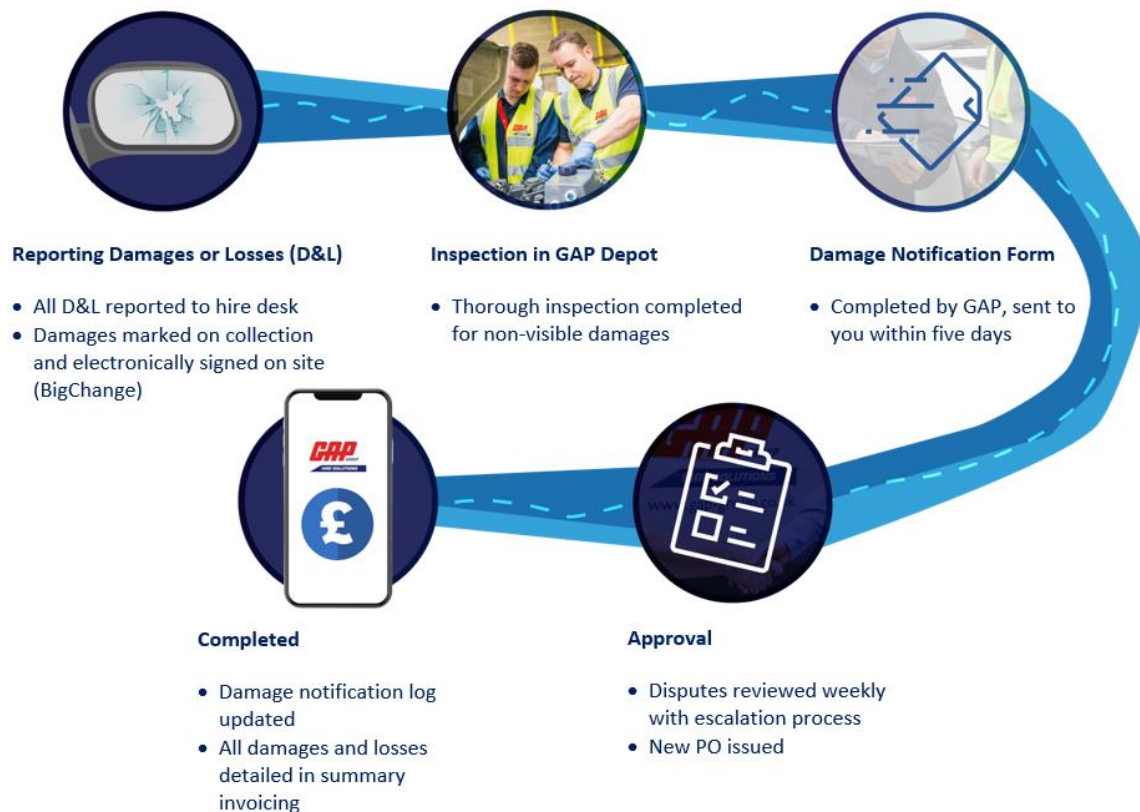 Reporting Damages or Losses (D&L)
• All D&L reported to hire desk
• Damages marked on collection
and electronically signed on site
(BigChange)
Inspection in GAP Depot
• Thorough inspection completed
for non-visible damages
Damage Notification Form
• Completed by GAP, sent to
you within five days
GAP
GROUP
HIRE SOLUTIONS
£
Completed
• Damage notification log
updated
• All damages and losses
detailed in summary
invoicing
Approval
• Disputes reviewed weekly
with escalation process
• New PO issued